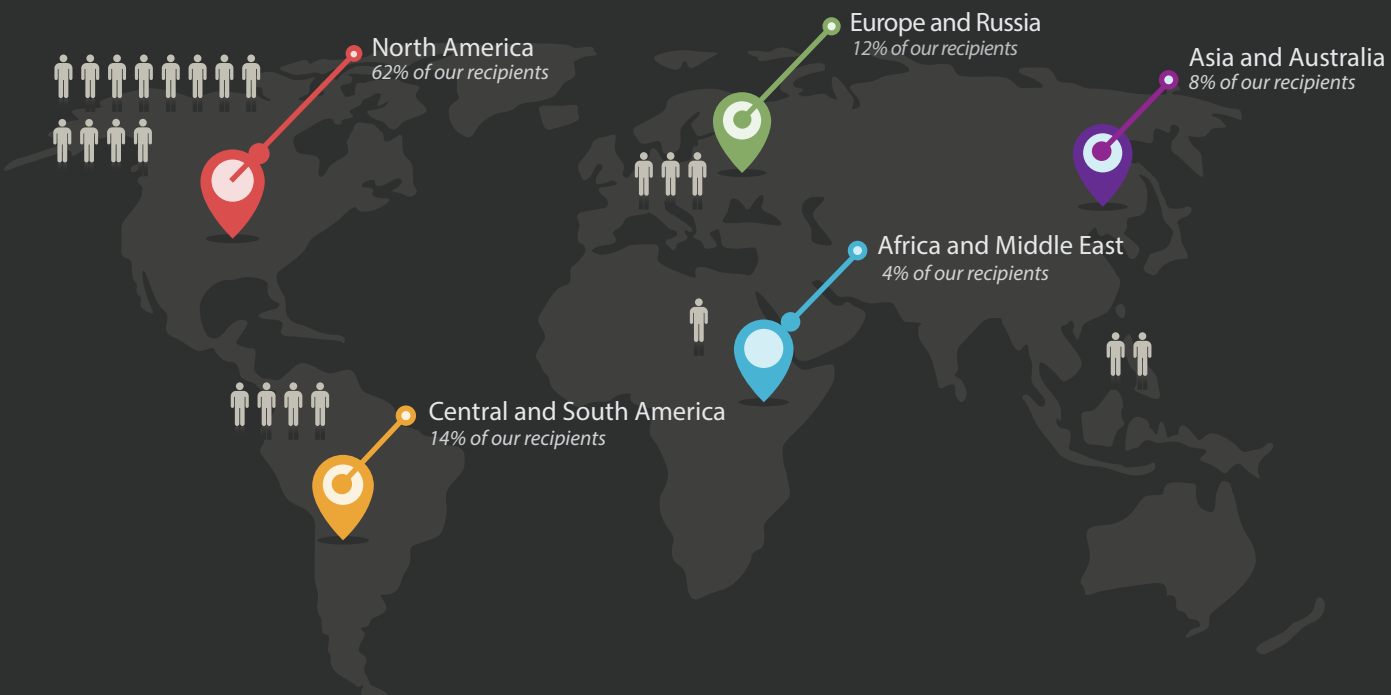 North America
62% of our recipients
Europe and Russia
12% of our recipients
Asia and Australia
8% of our recipients
Africa and Middle East
4% of our recipients
Central and South America
14% of our recipients